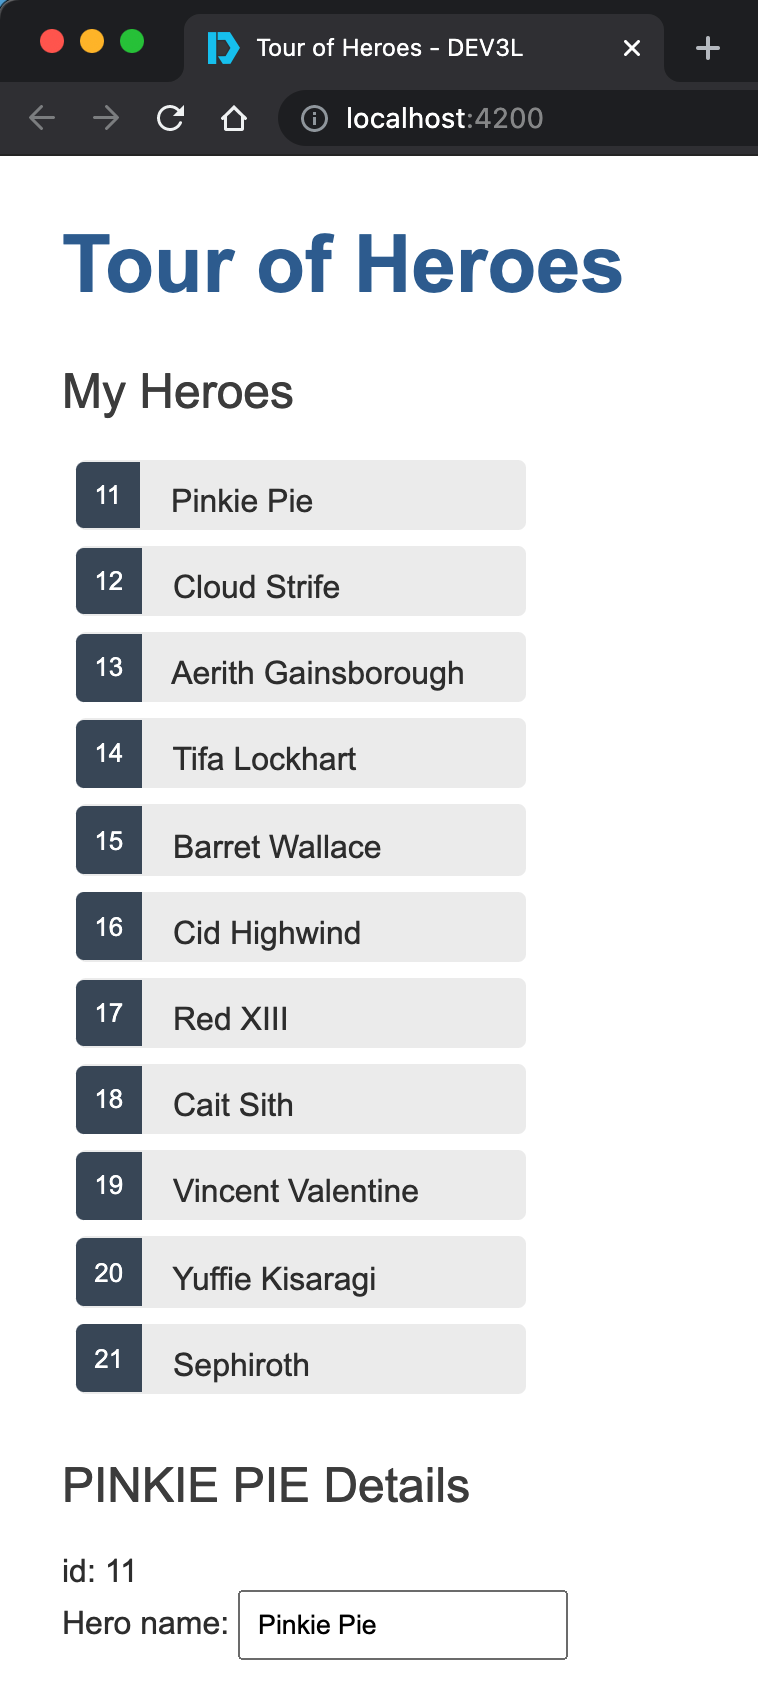 Tour of Heroes - DEV3L
localhost:4200
Tour of Heroes
My Heroes
11 Pinkie Pie
12 Cloud Strife
13 Aerith Gainsborough
14 Tifa Lockhart
15 Barret Wallace
16 Cid Highwind
17 Red XIII
18 Cait Sith
19 Vincent Valentine
20 Yuffie Kisaragi
21 Sephiroth
PINKIE PIE Details
id: 11
Hero name: Pinkie Pie